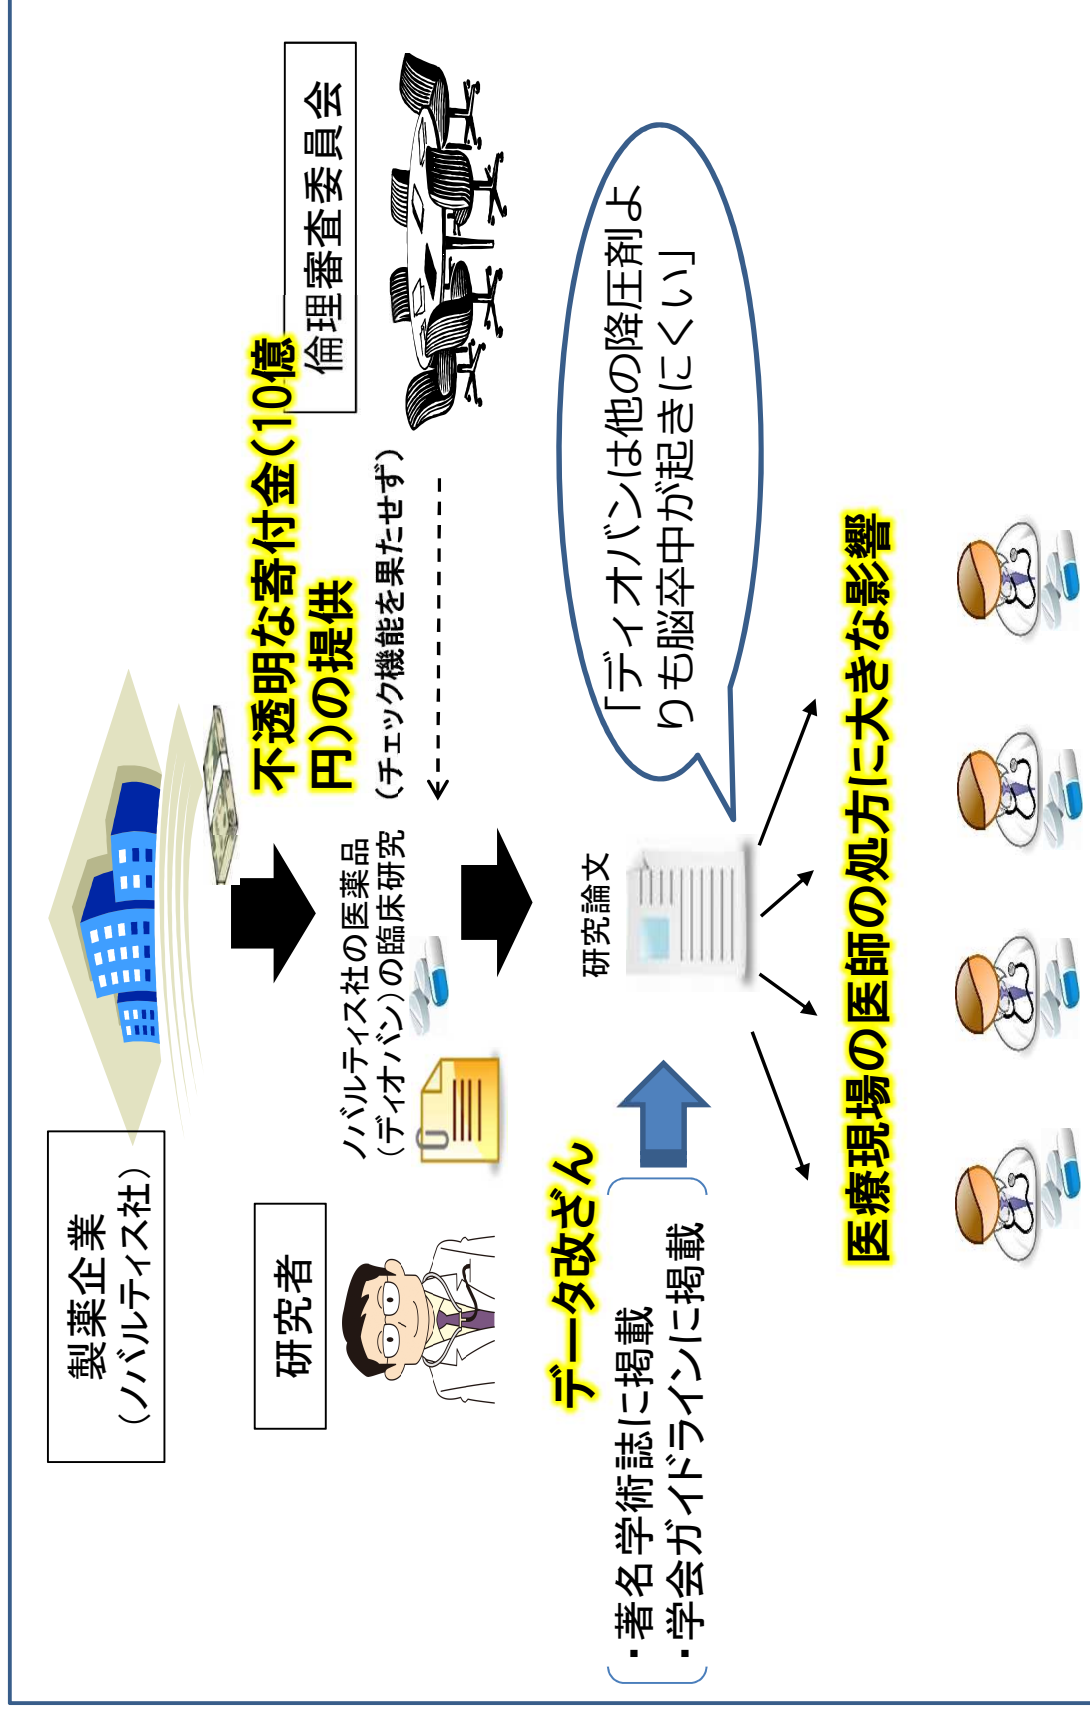 製薬企業
（ノバルティス社）
不透明な寄付金（10億
円）の提供
倫理審査委員会
研究者
ノバルティス社の医薬品
（ディオバン）の臨床研究
（チェック機能を果たせず）
データ改ざん
研究論文
「ディオバンは他の降圧剤よ
りも脳卒中が起きにくい」
・著名学術誌に掲載
・学会ガイドラインに掲載
医療現場の医師の処方に大きな影響